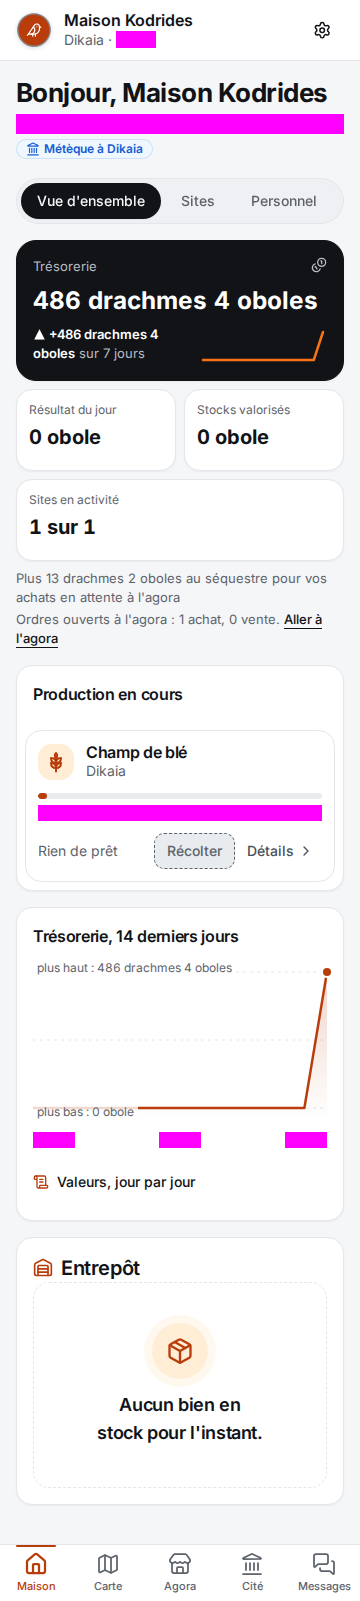 Maison Kodrides
Dikaia ·
Bonjour, Maison Kodrides
Métèque à Dikaia
Vue d'ensemble
Sites
Personnel
Trésorerie
486 drachmes 4 oboles
▲ +486 drachmes 4
oboles sur 7 jours
Résultat du jour
0 obole
Stocks valorisés
0 obole
Sites en activité
1 sur 1
Plus 13 drachmes 2 oboles au séquestre pour vos
achats en attente à l'agora
Ordres ouverts à l'agora : 1 achat, 0 vente. Aller à
l'agora
Production en cours
Champ de blé
Dikaia
Rien de prêt
Récolter
Détails
Trésorerie, 14 derniers jours
plus haut : 486 drachmes 4 oboles
plus bas : 0 obole
Valeurs, jour par jour
Entrepôt
Aucun bien en
stock pour l'instant.
Maison
Carte
Agora
Cité
Messages